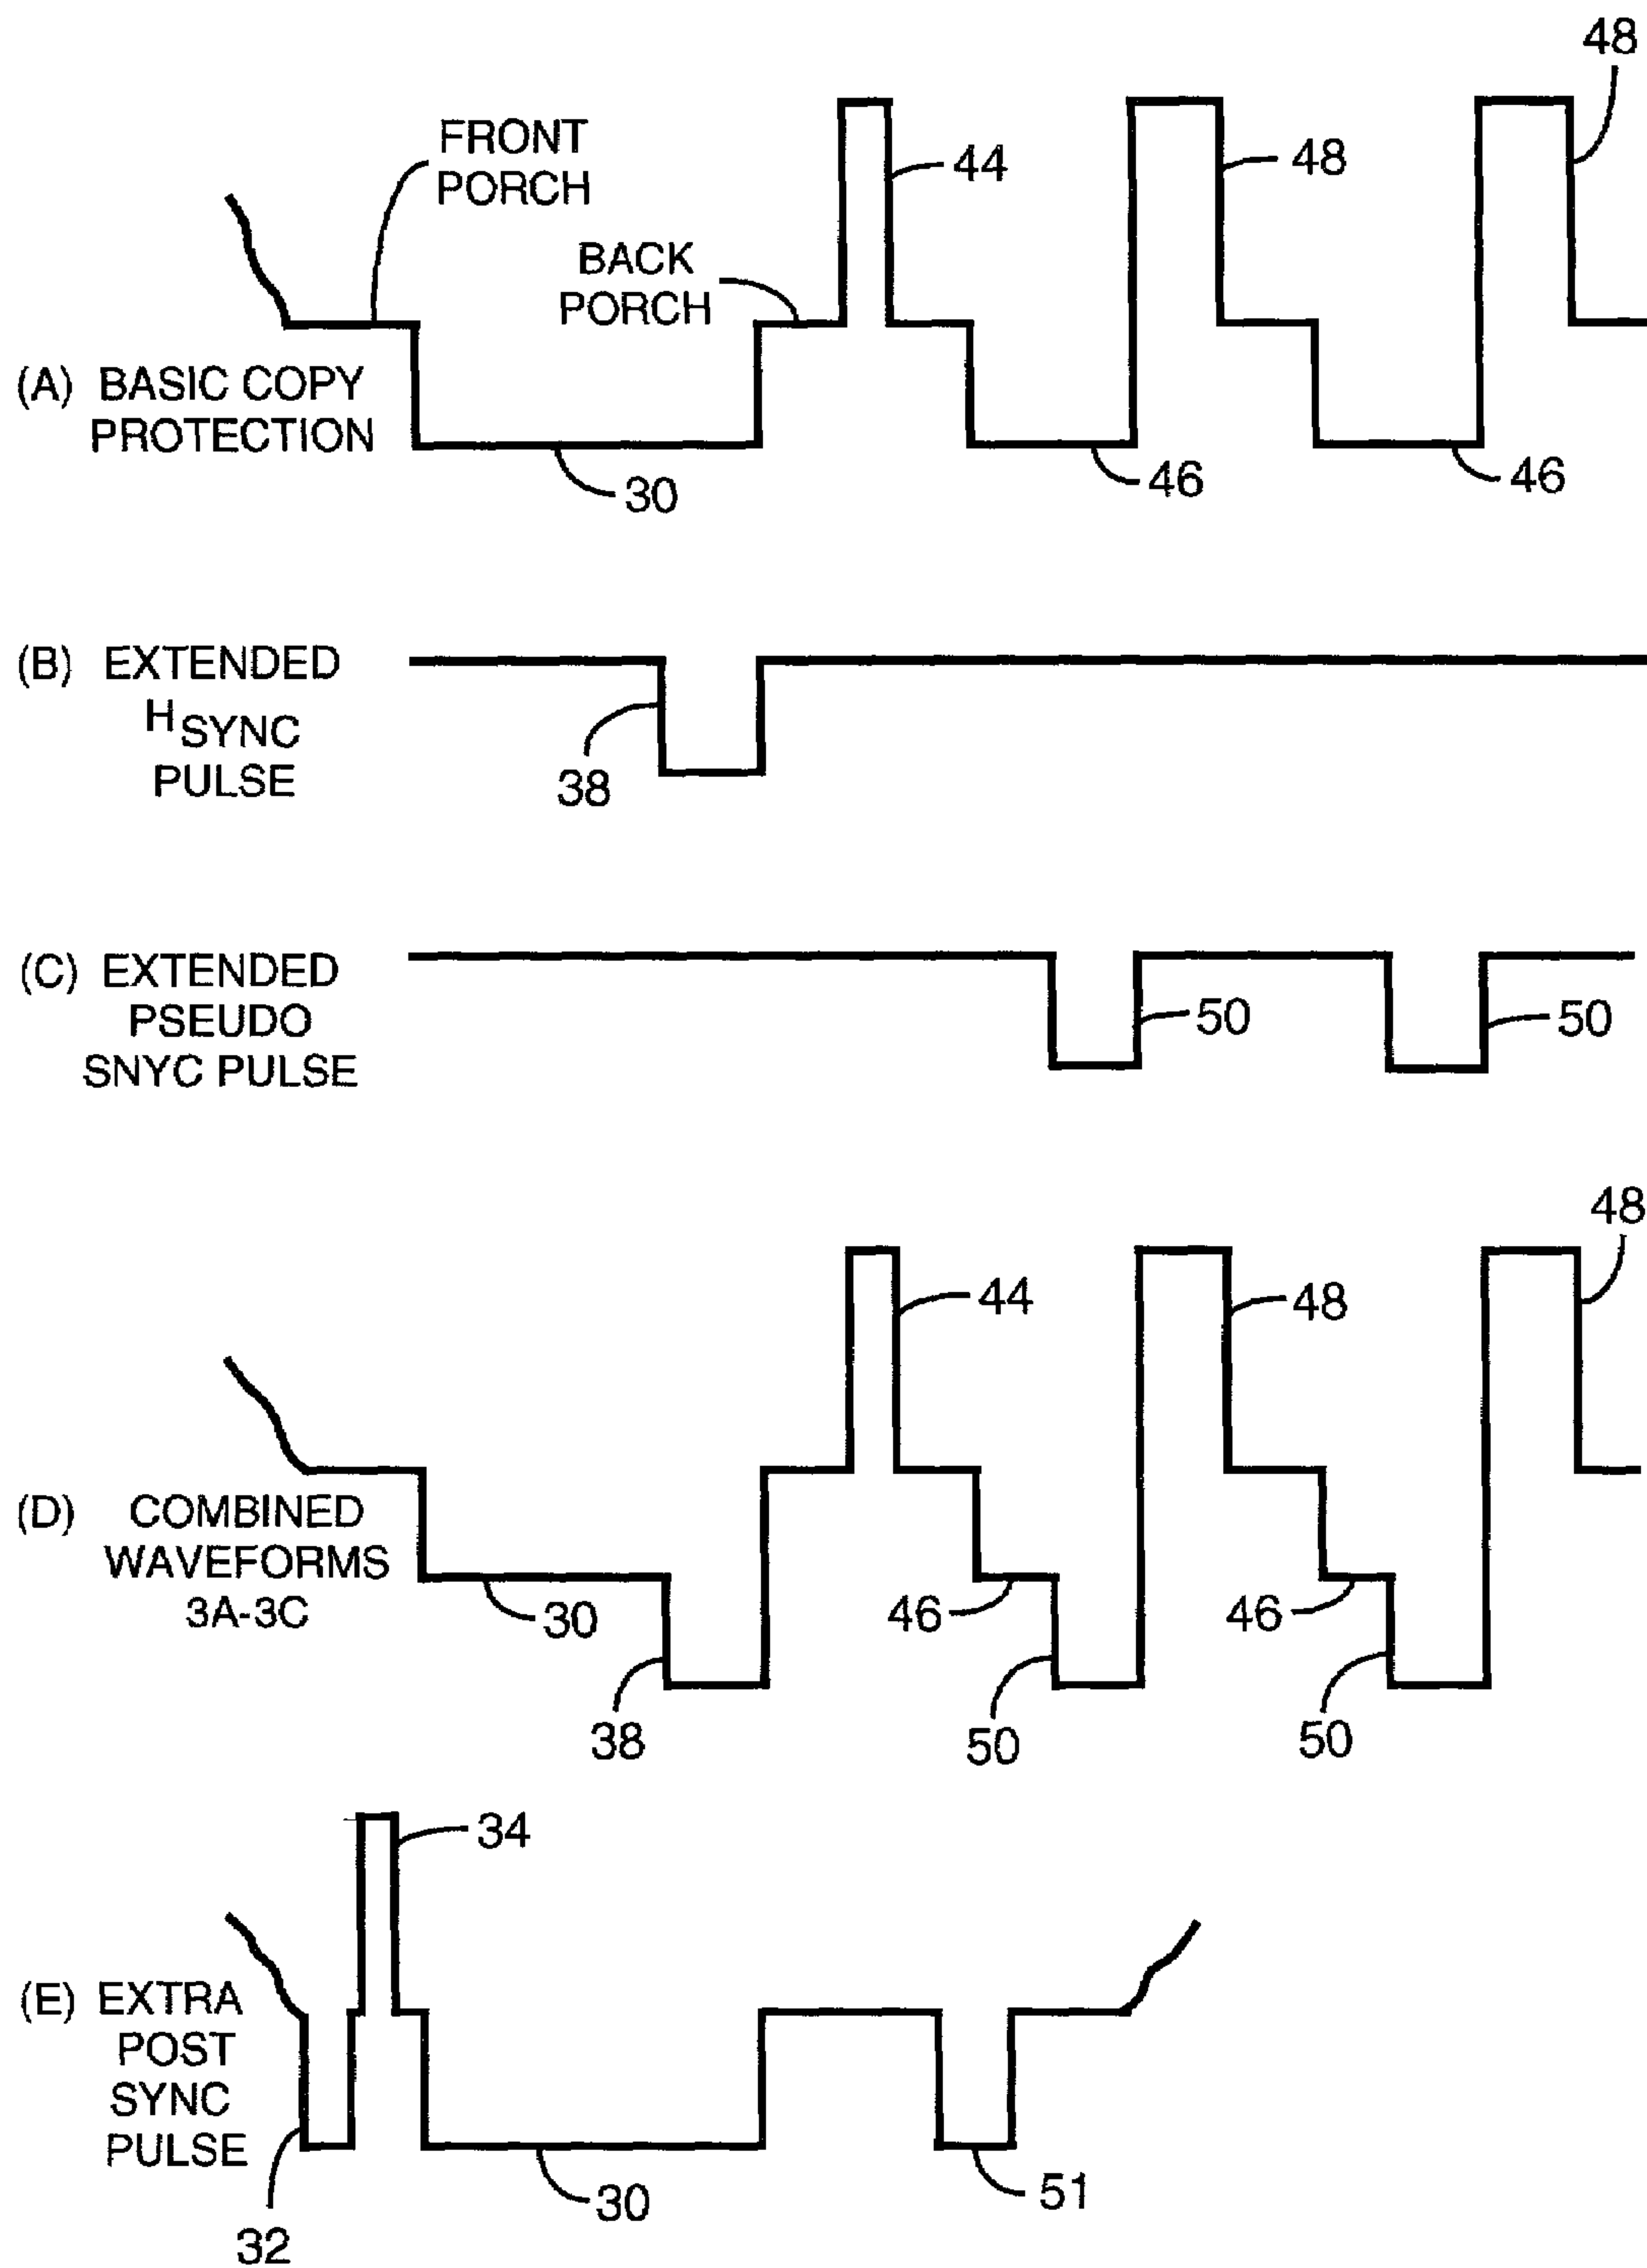 48
FRONT
PORCH
44
48
BACK
PORCH
(A) BASIC COPY
PROTECTION
30
46
46
(B) EXTENDED
HSYNC
PULSE
38
(C) EXTENDED
PSEUDO
SNYC PULSE
50
50
48
44
48
(D) COMBINED
WAVEFORMS
3A-3C
30
46
46
38
50
50
34
(E) EXTRA
POST
SYNC
PULSE
30
51
32